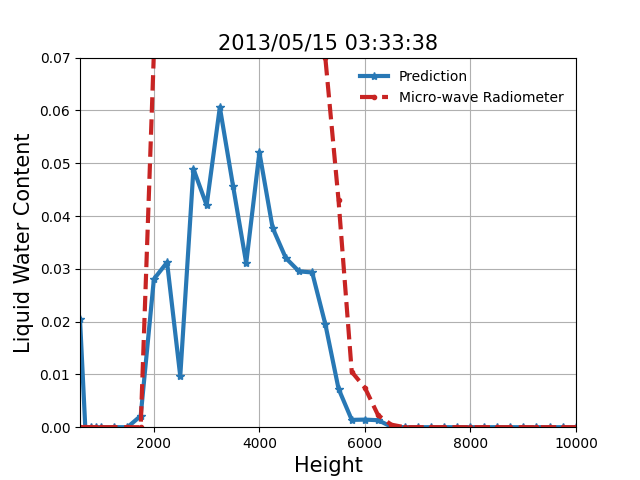 2013/05/15 03:33:38
Prediction
Micro-wave Radiometer
Liquid Water Content
0.07
0.06
0.05
0.04
0.03
0.02
0.01
0.00
2000 4000 6000 8000 10000
Height